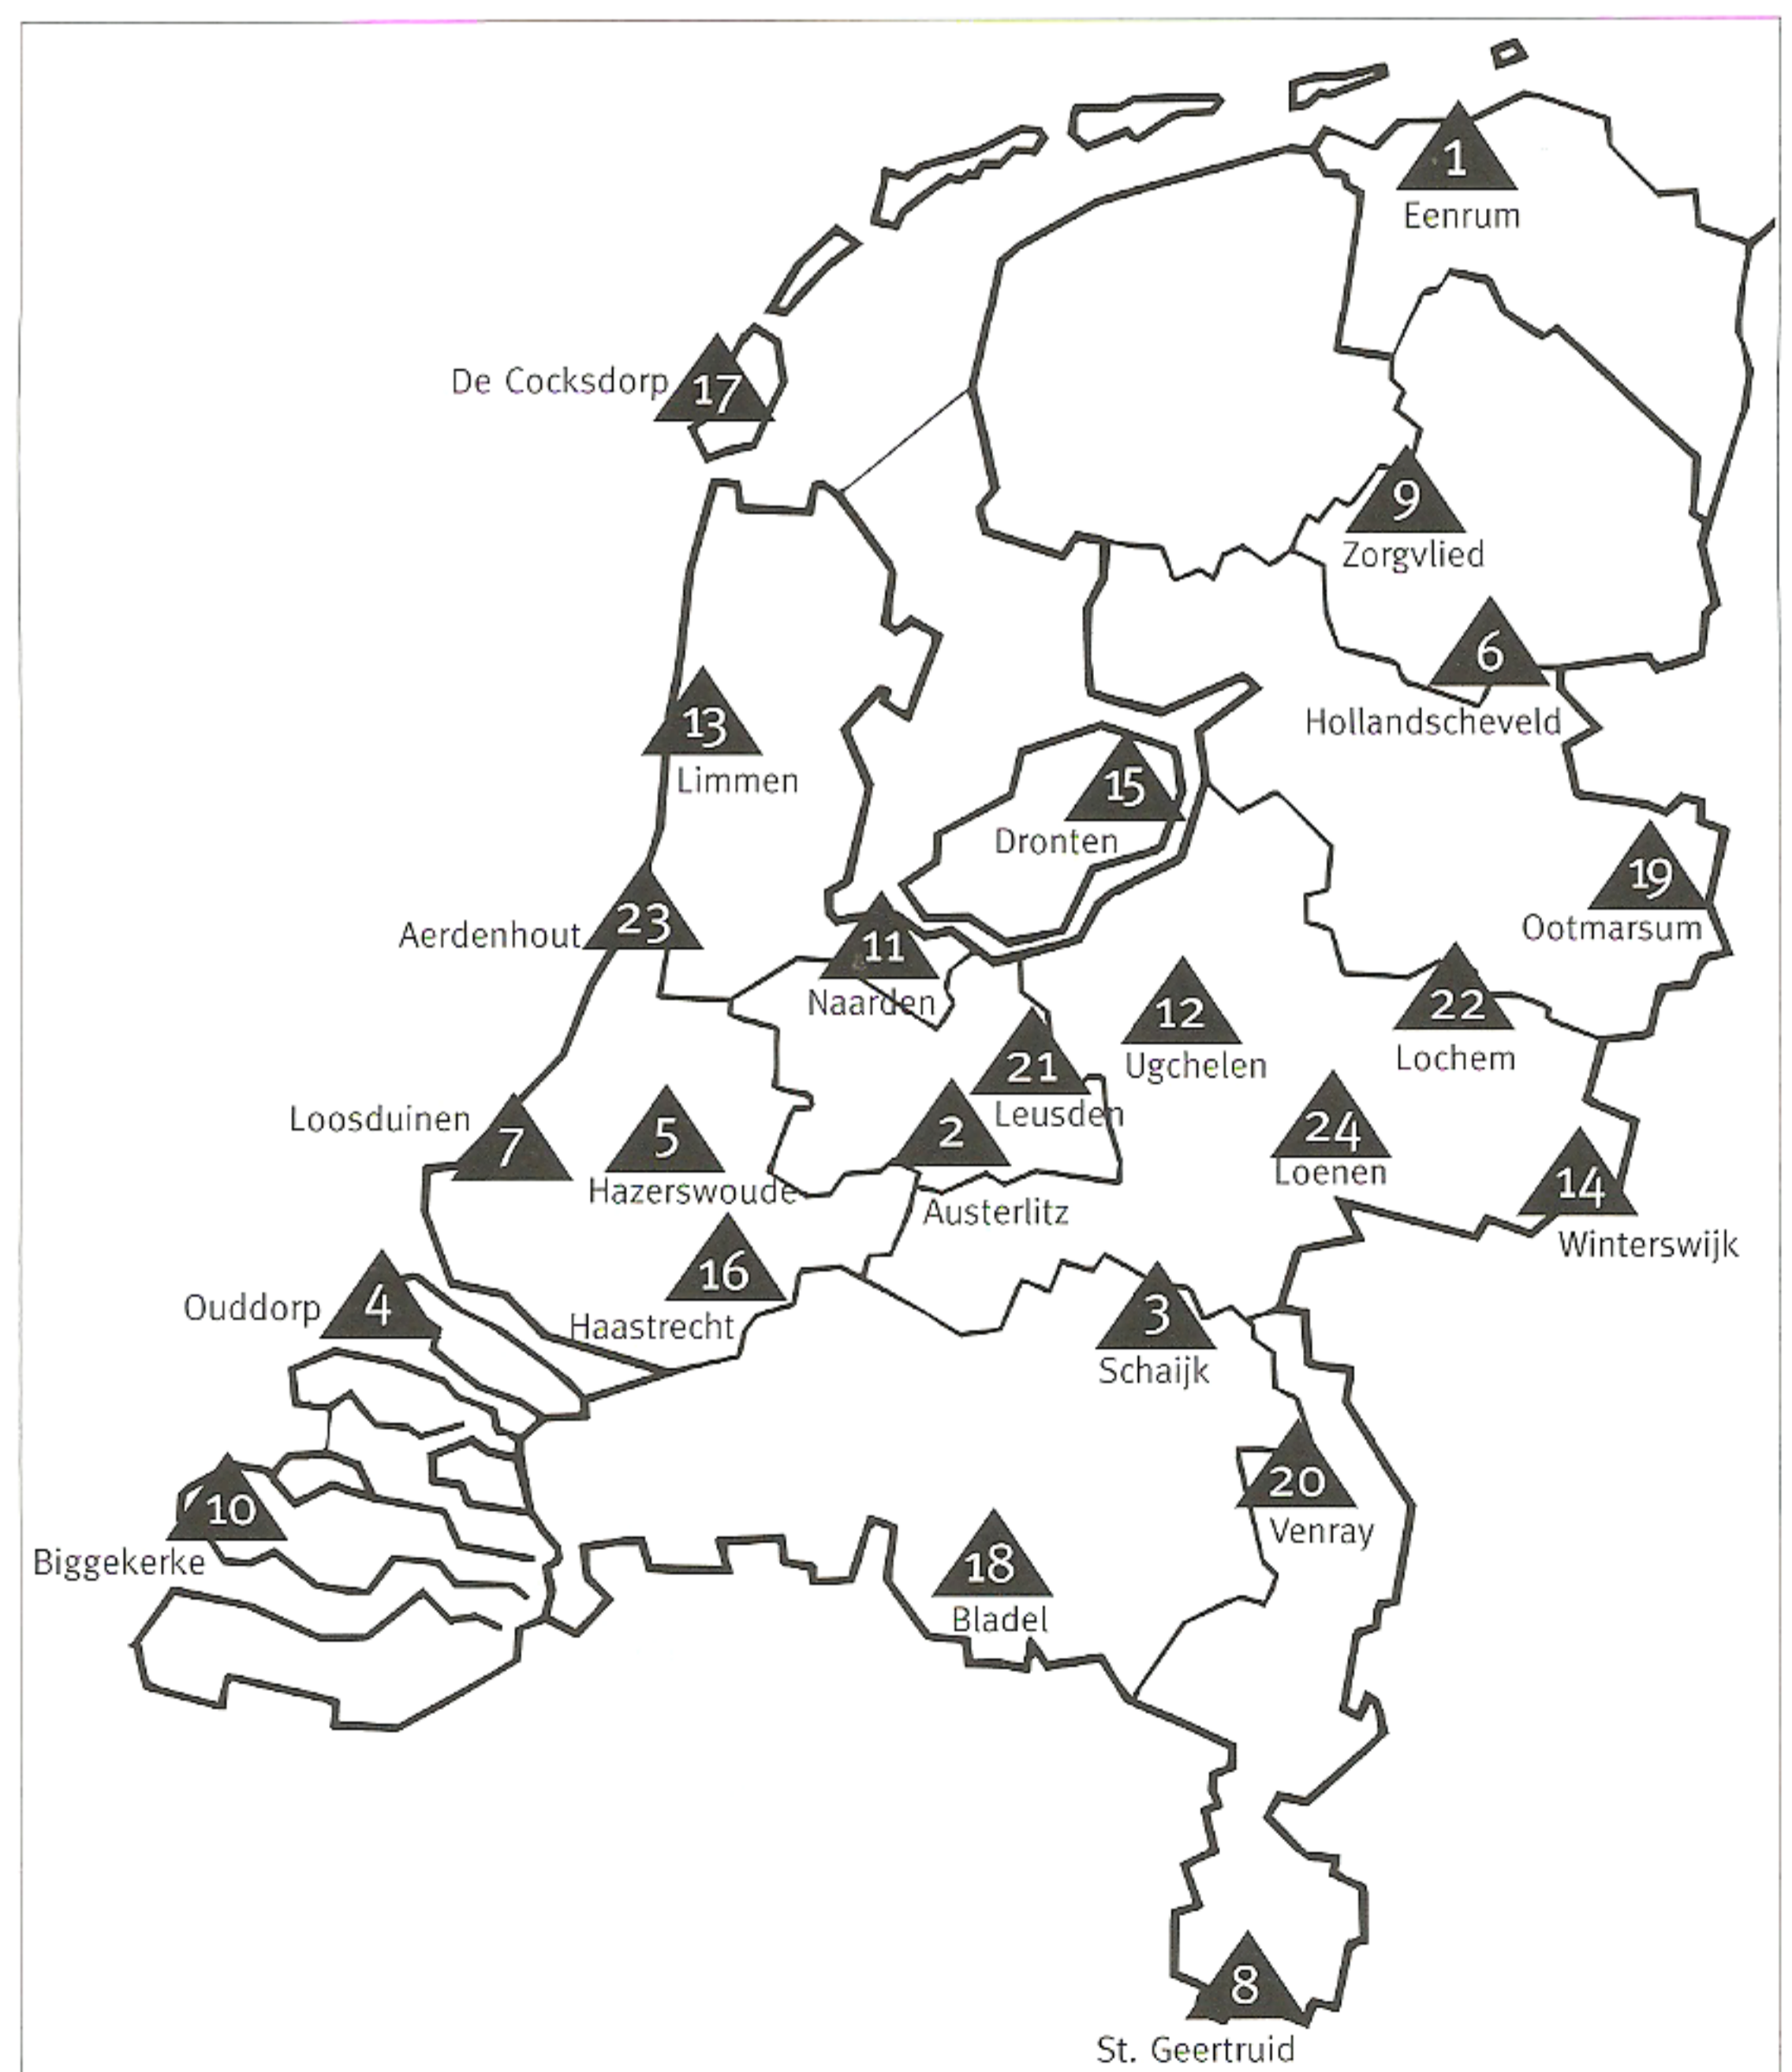 1
Eenrum
De Cocksdorp
17
9
Zorgvlied
6
Hollandscheveld
13
Limmen
15
Dronten
19
Ootmarsum
Aerdenhout
23
11
Naarden
12
Ugchelen
22
Lochem
21
Leusden
Loosduinen
7
5
Hazerswoude
2
Austerlitz
24
Loenen
14
Winterswijk
Ouddorp
4
16
Haastrecht
3
Schaijk
20
Venray
10
Biggekerke
18
Bladel
8
St. Geertruid